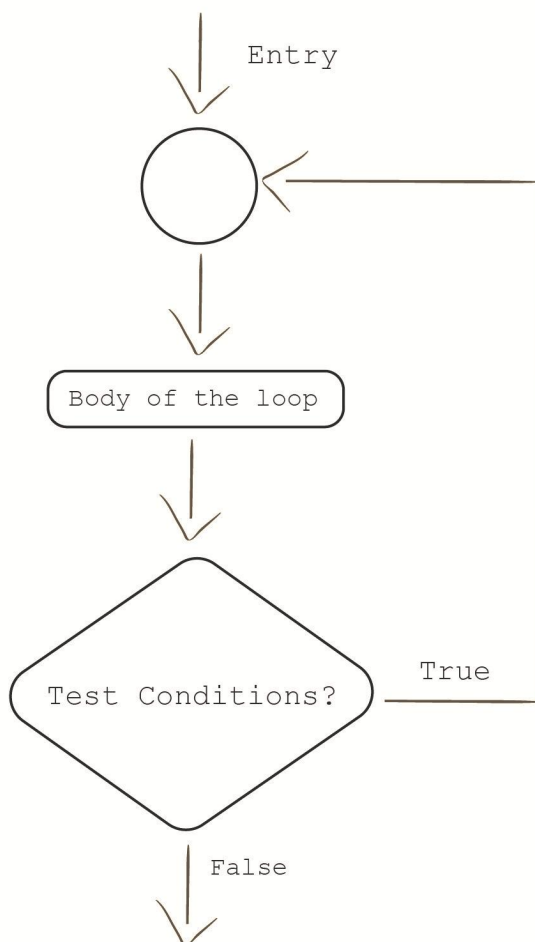 Entry
Body of the loop
Test Conditions?
True
False